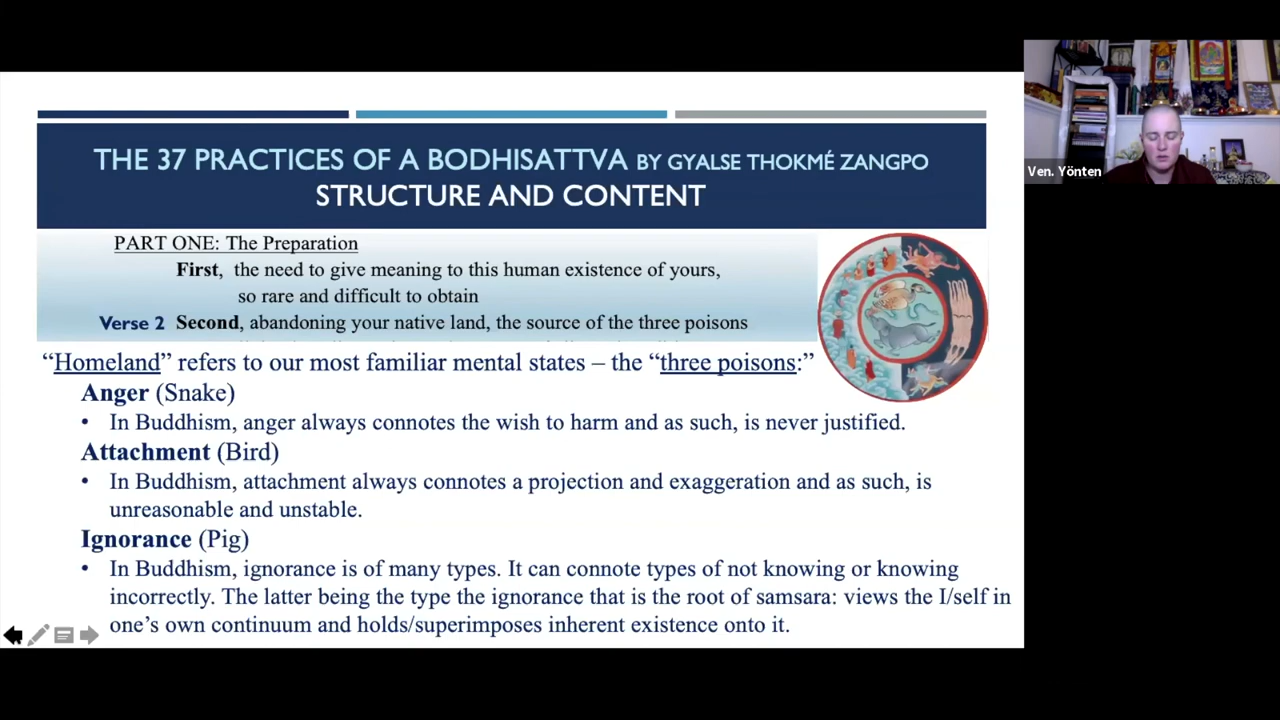 THE 37 PRACTICES OF A BODHISATTVA BY GYALSE THOKMÉ ZANGPO
STRUCTURE AND CONTENT
PART ONE: The Preparation
First, the need to give meaning to this human existence of yours,
so rare and difficult to obtain
Verse 2 Second, abandoning your native land, the source of the three poisons
“Homeland” refers to our most familiar mental states – the “three poisons:”
Anger (Snake)
• In Buddhism, anger always connotes the wish to harm and as such, is never justified.
Attachment (Bird)
• In Buddhism, attachment always connotes a projection and exaggeration and as such, is
unreasonable and unstable.
Ignorance (Pig)
• In Buddhism, ignorance is of many types. It can connote types of not knowing or knowing
incorrectly. The latter being the type the ignorance that is the root of samsara: views the I/self in
one’s own continuum and holds/superimposes inherent existence onto it.
Ven. Yönten